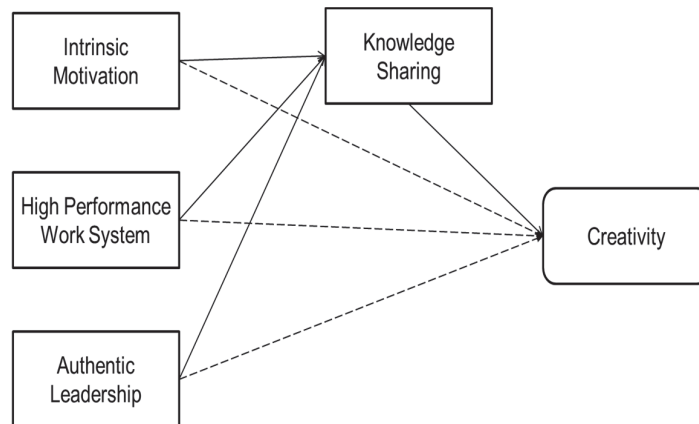 Intrinsic
Motivation
Knowledge
Sharing
High Performance
Work System
Creativity
Authentic
Leadership